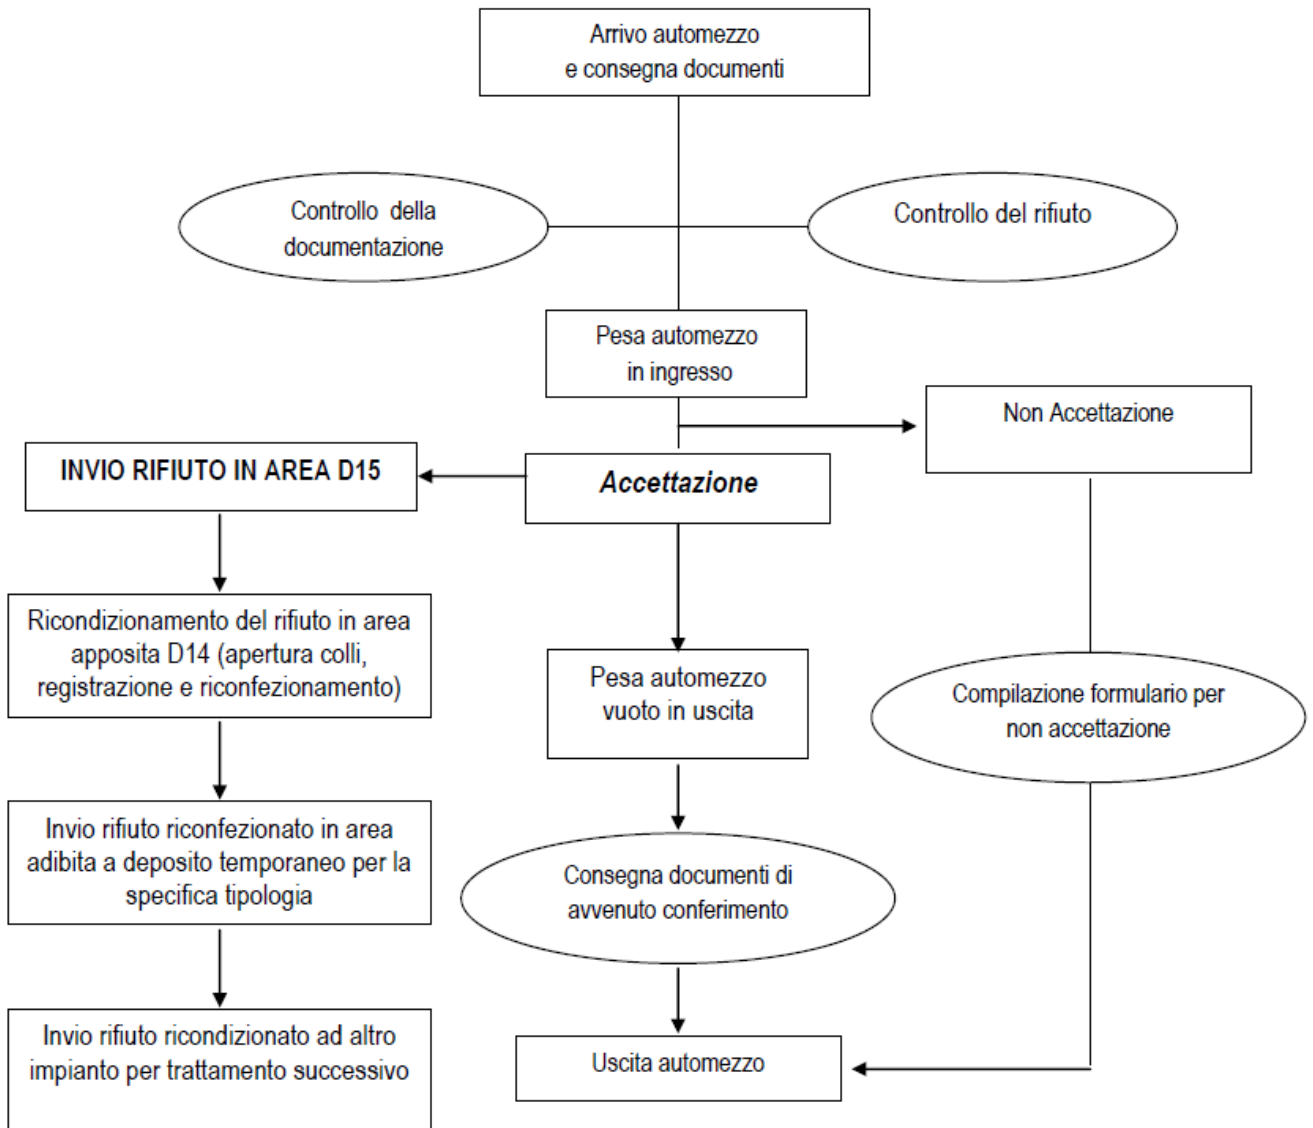 Arrivo automezzo
e consegna documenti
Controllo della
documentazione
Controllo del rifiuto
Pesa automezzo
in ingresso
Non Accettazione
INVIO RIFIUTO IN AREA D15
Accettazione
Ricondizionamento del rifiuto in area
apposita D14 (apertura colli,
registrazione e riconfezionamento)
Pesa automezzo
vuoto in uscita
Compilazione formulario per
non accettazione
Invio rifiuto riconfezionato in area
adibita a deposito temporaneo per la
specifica tipologia
Consegna documenti di
avvenuto conferimento
Invio rifiuto ricondizionato ad altro
impianto per trattamento successivo
Uscita automezzo